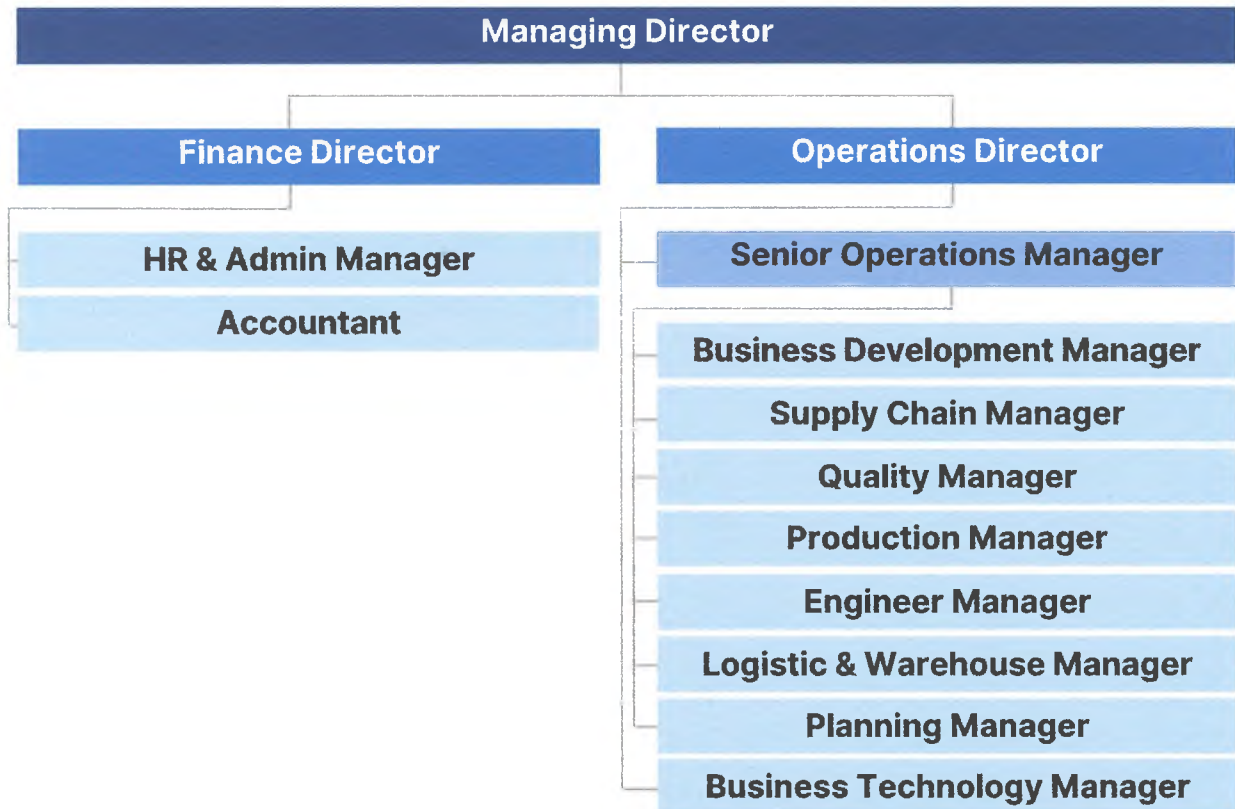 Managing Director
Finance Director
Operations Director
HR & Admin Manager
Accountant
Senior Operations Manager
Business Development Manager
Supply Chain Manager
Quality Manager
Production Manager
Engineer Manager
Logistic & Warehouse Manager
Planning Manager
Business Technology Manager